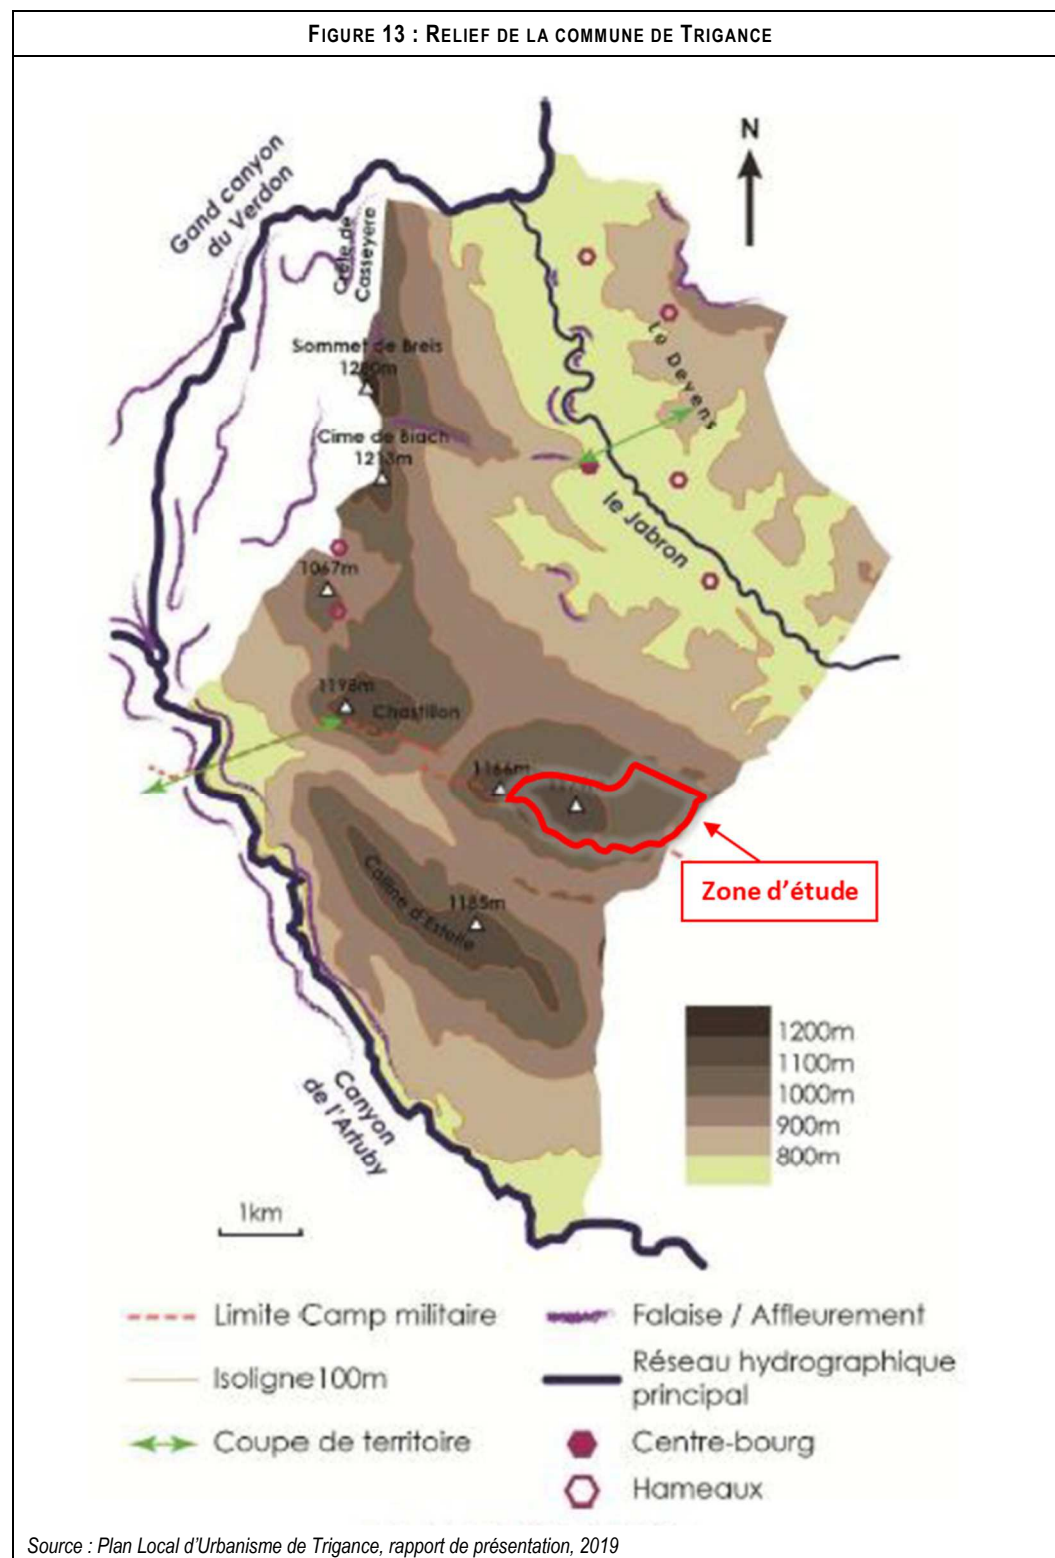 FIGURE 13 : RELIEF DE LA COMMUNE DE TRIGANCE
N
Gand canyon
du Verdon
Crête de
Casseyere
Sommet de Breis
1280m
Le Devens
Cime de Biach
1213m
le Jabron
1067m
1198m
Chastillon
1166m
Zone d'étude
Colline d'Estelle
1185m
1200m
1100m
1000m
900m
800m
Canyon
de l'Artuby
1km
Limite Camp militaire
Falaise / Affleurement
Isoligne100m
Réseau hydrographique
principal
Coupe de territoire
Centre-bourg
Hameaux
Source : Plan Local d'Urbanisme de Trigance, rapport de présentation, 2019